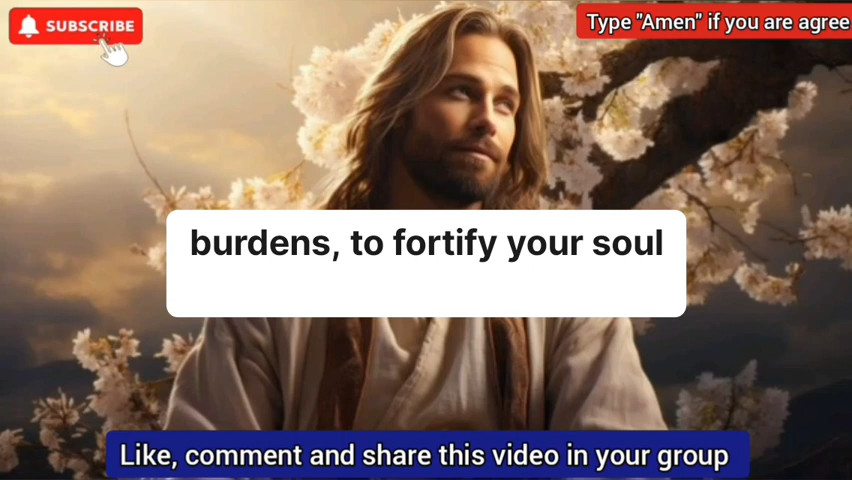 SUBSCRIBE
Type "Amen" if you are agree
burdens, to fortify your soul
Like, comment and share this video in your group